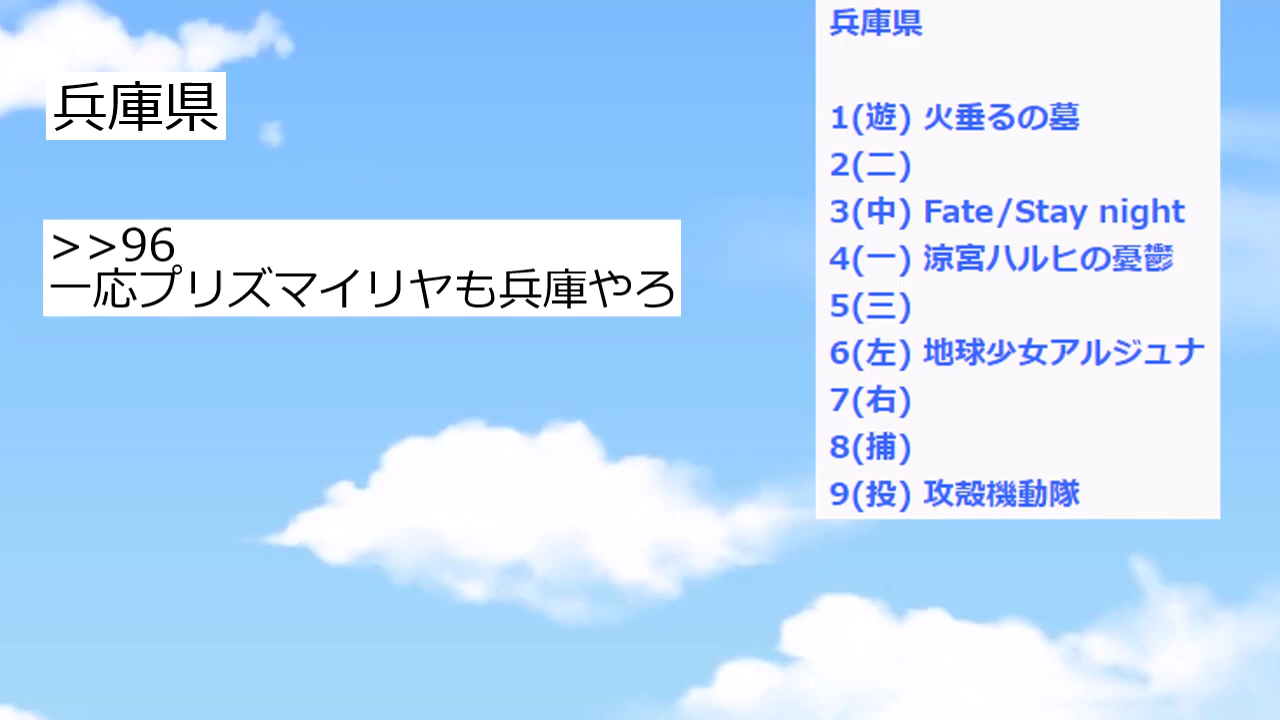 兵庫県
>>96
一応プリズマイリヤも兵庫やろ
兵庫県
1(遊) 火垂るの墓
2(二)
3(中) Fate/Stay night
4(一) 涼宮ハルヒの憂鬱
5(三)
6(左) 地球少女アルジュナ
7(右)
8(捕)
9(投) 攻殻機動隊